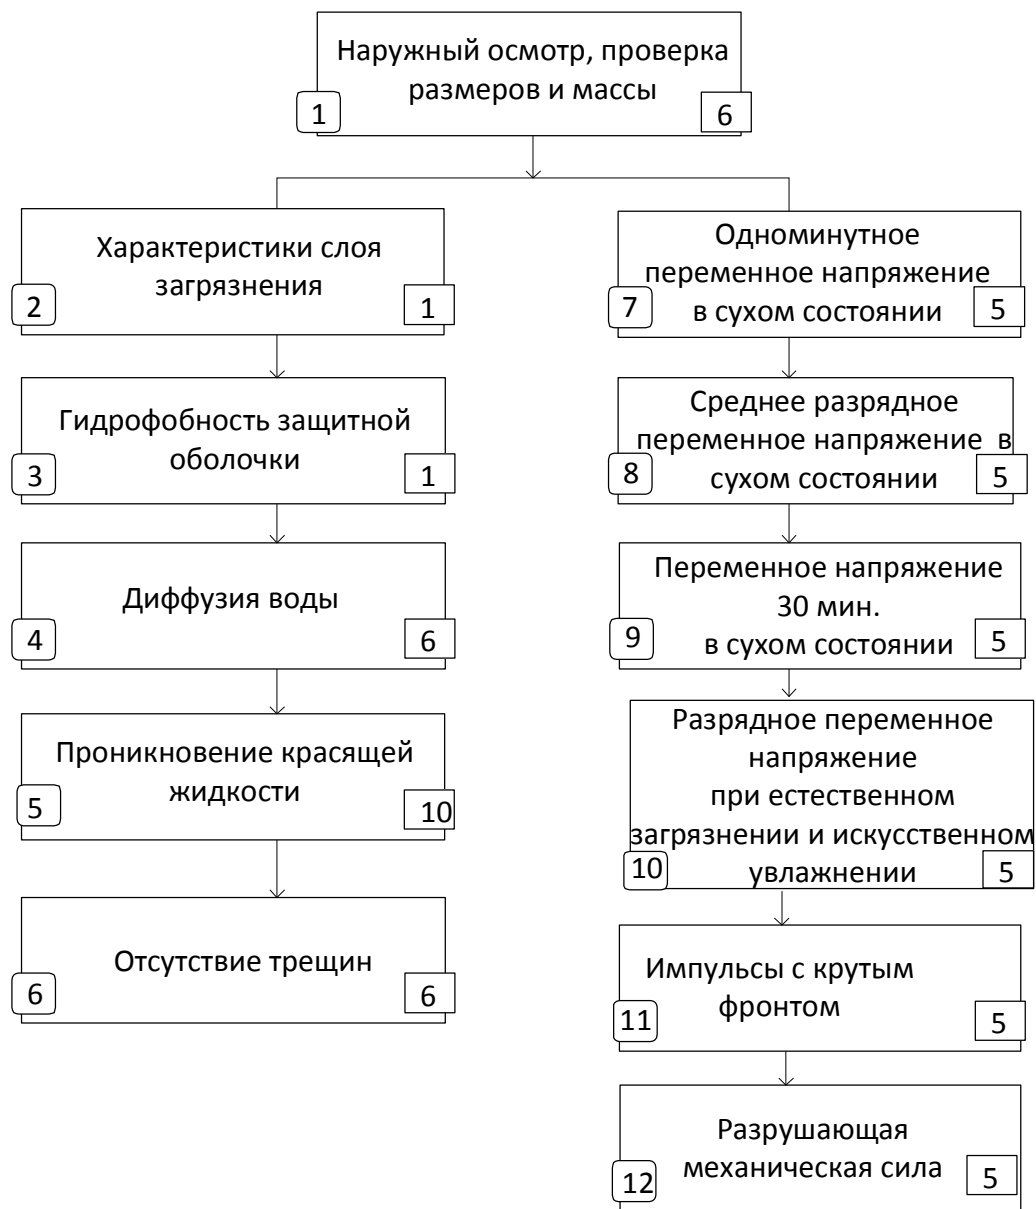 Наружный осмотр, проверка
размеров и массы
1
6
Характеристики слоя
загрязнения
2
1
Гидрофобность защитной
оболочки
3
1
Диффузия воды
4
6
Проникновение красящей
жидкости
5
10
Отсутствие трещин
6
6
Одноминутное
переменное напряжение
в сухом состоянии
7
5
Среднее разрядное
переменное напряжение в
сухом состоянии
8
5
Переменное напряжение
30 мин.
в сухом состоянии
9
5
Разрядное переменное
напряжение
при естественном
загрязнении и искусственном
увлажнении
10
5
Импульсы с крутым
фронтом
11
5
Разрушающая
механическая сила
12
5